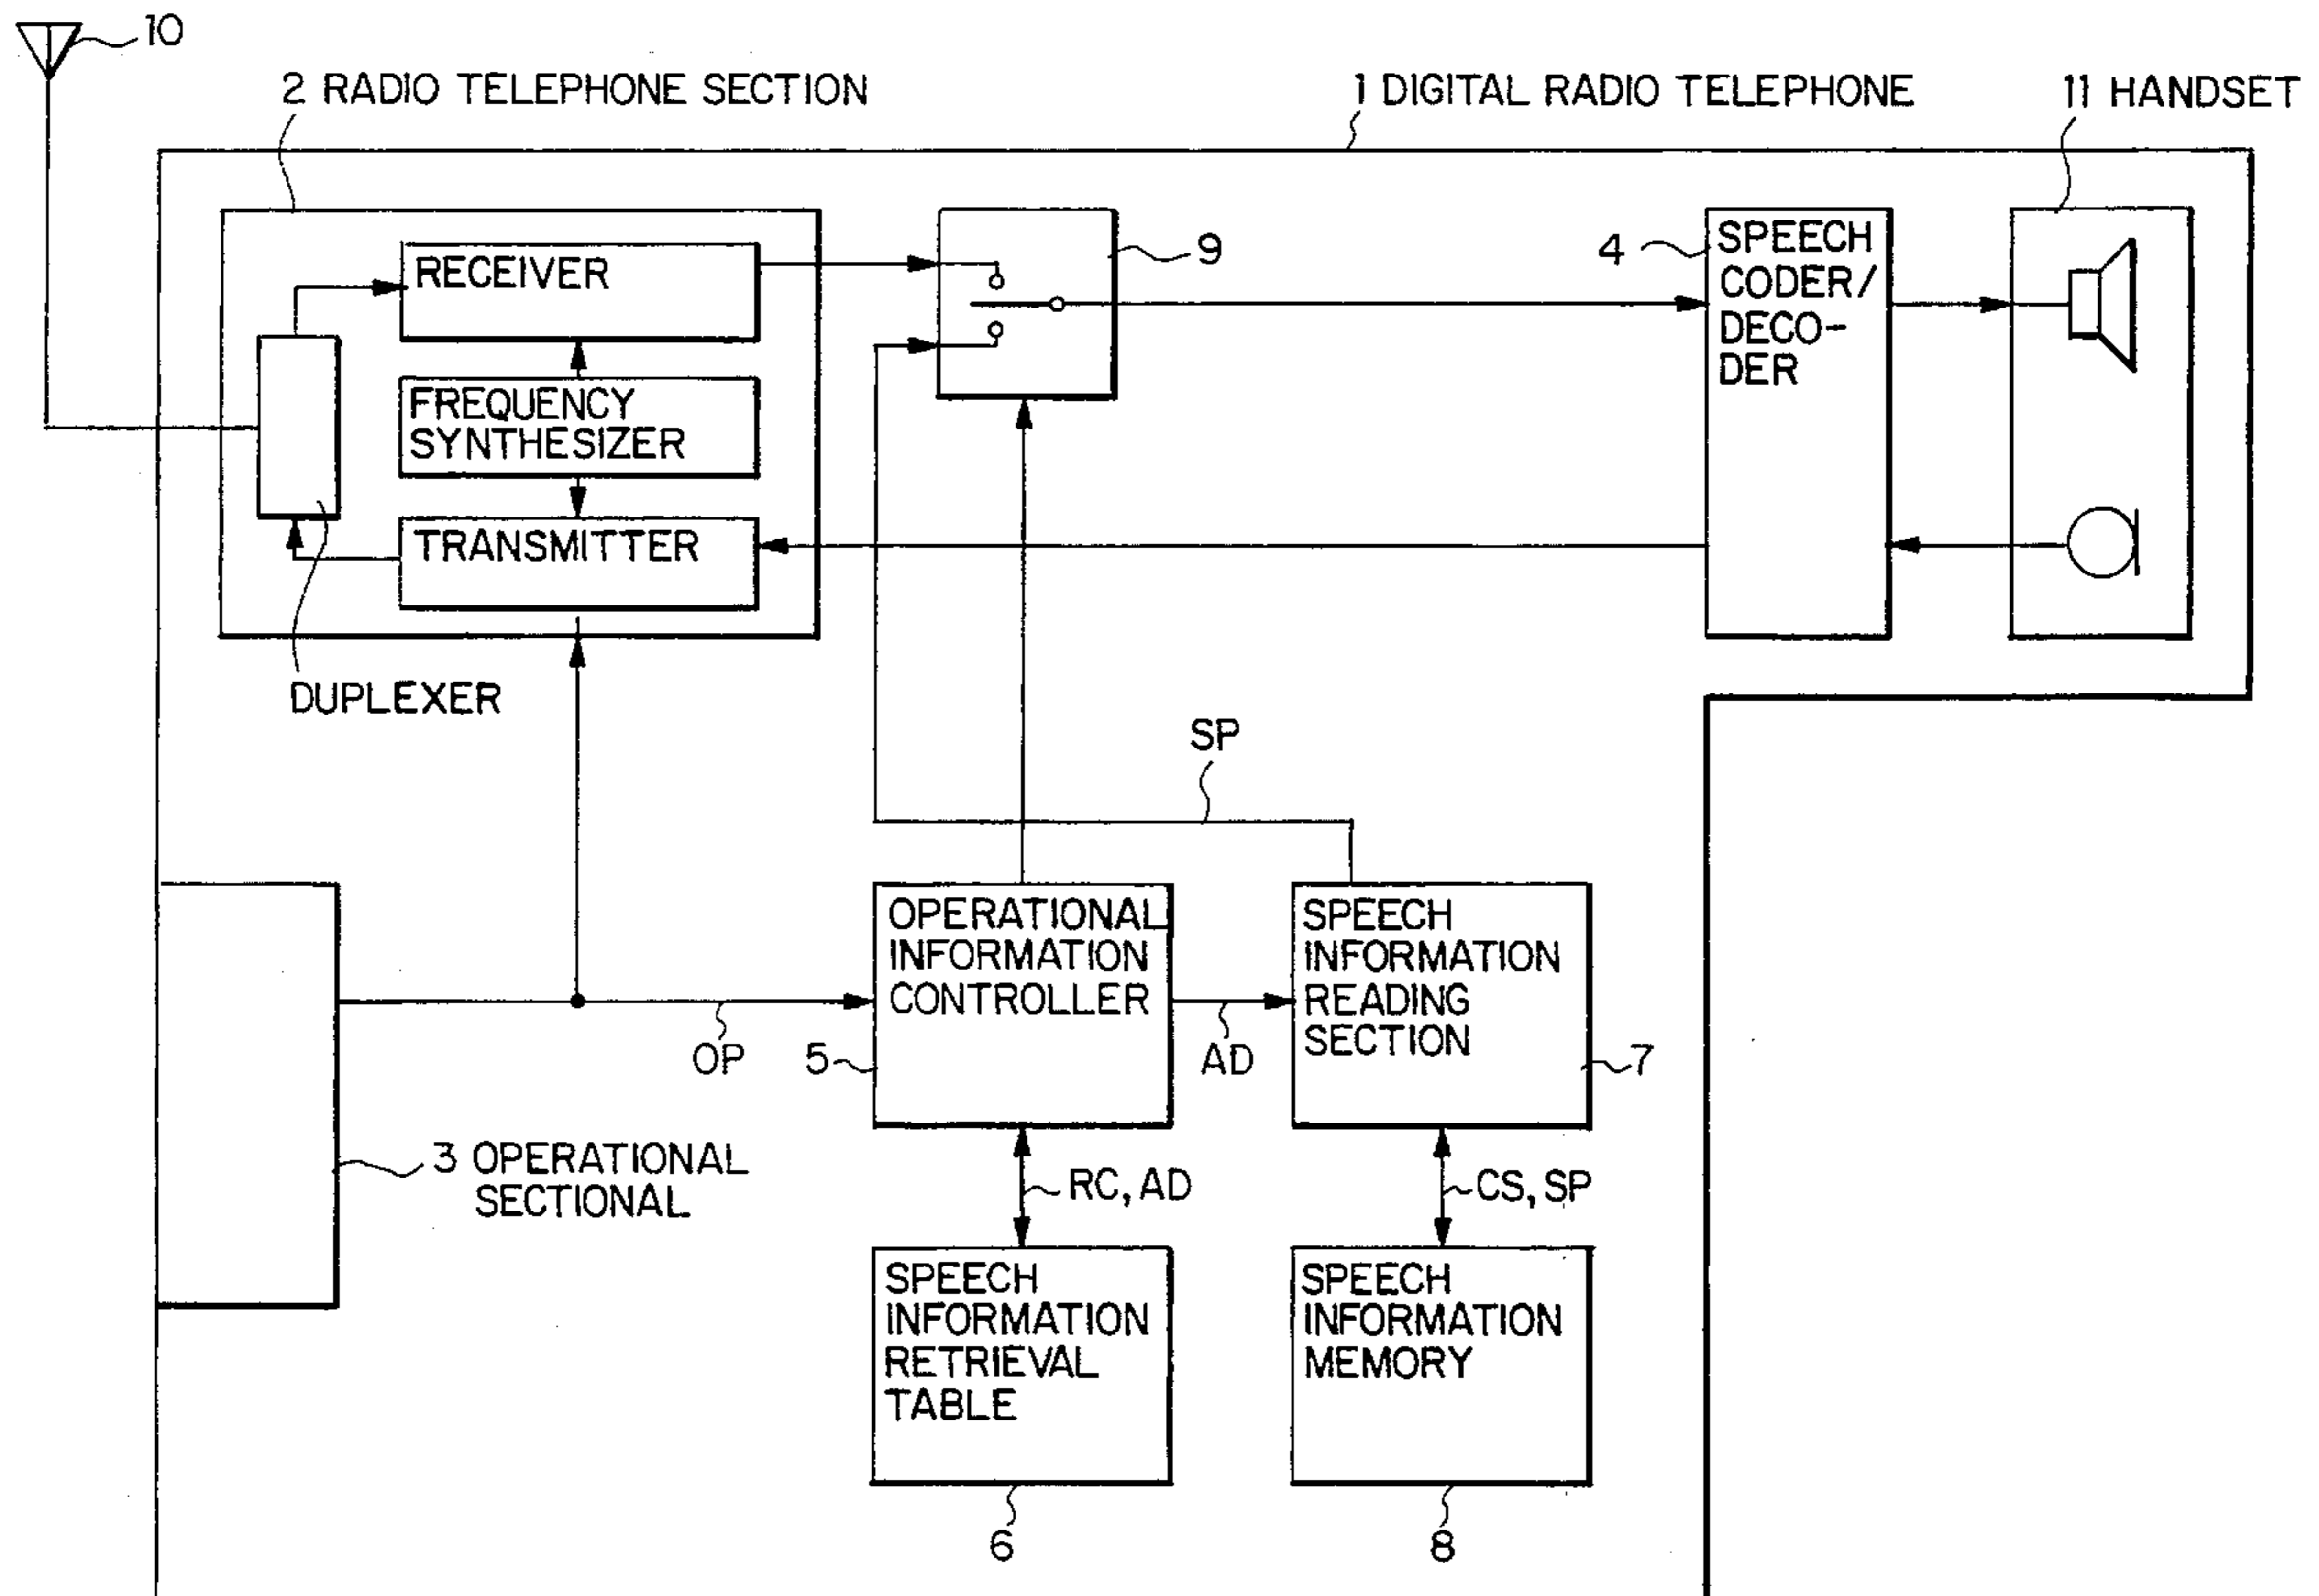 10
2 RADIO TELEPHONE SECTION
1 DIGITAL RADIO TELEPHONE
11 HANDSET
RECEIVER
9
4
SPEECH
CODER/
DECO-
DER
FREQUENCY
SYNTHESIZER
TRANSMITTER
DUPLEXER
SP
OPERATIONAL
INFORMATION
CONTROLLER
SPEECH
INFORMATION
READING
SECTION
OP
5
AD
7
3 OPERATIONAL
SECTIONAL
RC, AD
CS, SP
SPEECH
INFORMATION
RETRIEVAL
TABLE
SPEECH
INFORMATION
MEMORY
6
8